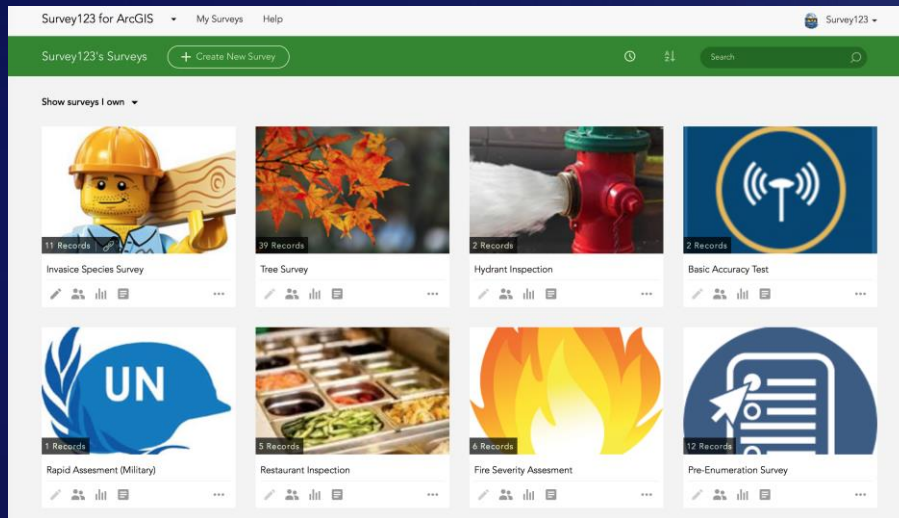 Survey123 for ArcGIS My Surveys Help Survey123
Survey123's Surveys + Create New Survey Search
Show surveys I own
11 Records
39 Records
2 Records
2 Records
Invasice Species Survey
Tree Survey
Hydrant Inspection
Basic Accuracy Test
UN
1 Records
5 Records
6 Records
12 Records
Rapid Assesment (Military)
Restaurant Inspection
Fire Severity Assesment
Pre-Enumeration Survey